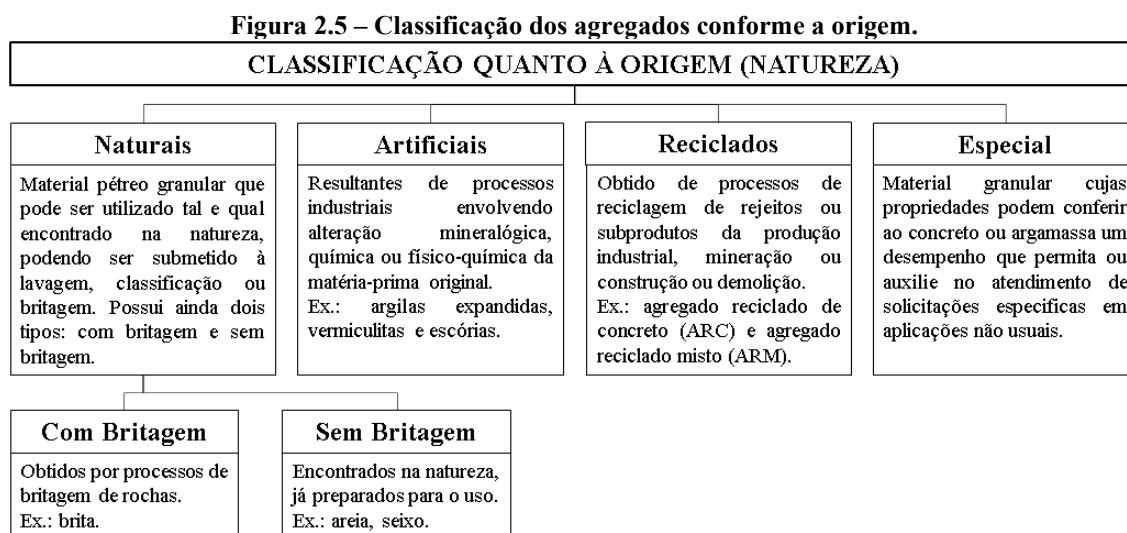 Figura 2.5 – Classificação dos agregados conforme a origem.
CLASSIFICAÇÃO QUANTO À ORIGEM (NATUREZA)
Naturais
Material pétreo granular que
pode ser utilizado tal e qual
encontrado na natureza,
podendo ser submetido à
lavagem, classificação ou
britagem. Possui ainda dois
tipos: com britagem e sem
britagem.
Artificiais
Resultantes de processos
industriais envolvendo
alteração mineralógica,
química ou físico-química da
matéria-prima original.
Ex.: argilas expandidas,
vermiculitas e escórias.
Reciclados
Obtido de processos de
reciclagem de rejeitos ou
subprodutos da produção
industrial, mineração ou
construção ou demolição.
Ex.: agregado reciclado de
concreto (ARC) e agregado
reciclado misto (ARM).
Especial
Material granular cujas
propriedades podem conferir
ao concreto ou argamassa um
desempenho que permita ou
auxilie no atendimento de
solicitações especificas em
aplicações não usuais.
Com Britagem
Obtidos por processos de
britagem de rochas.
Ex.: brita.
Sem Britagem
Encontrados na natureza,
já preparados para o uso.
Ex.: areia, seixo.